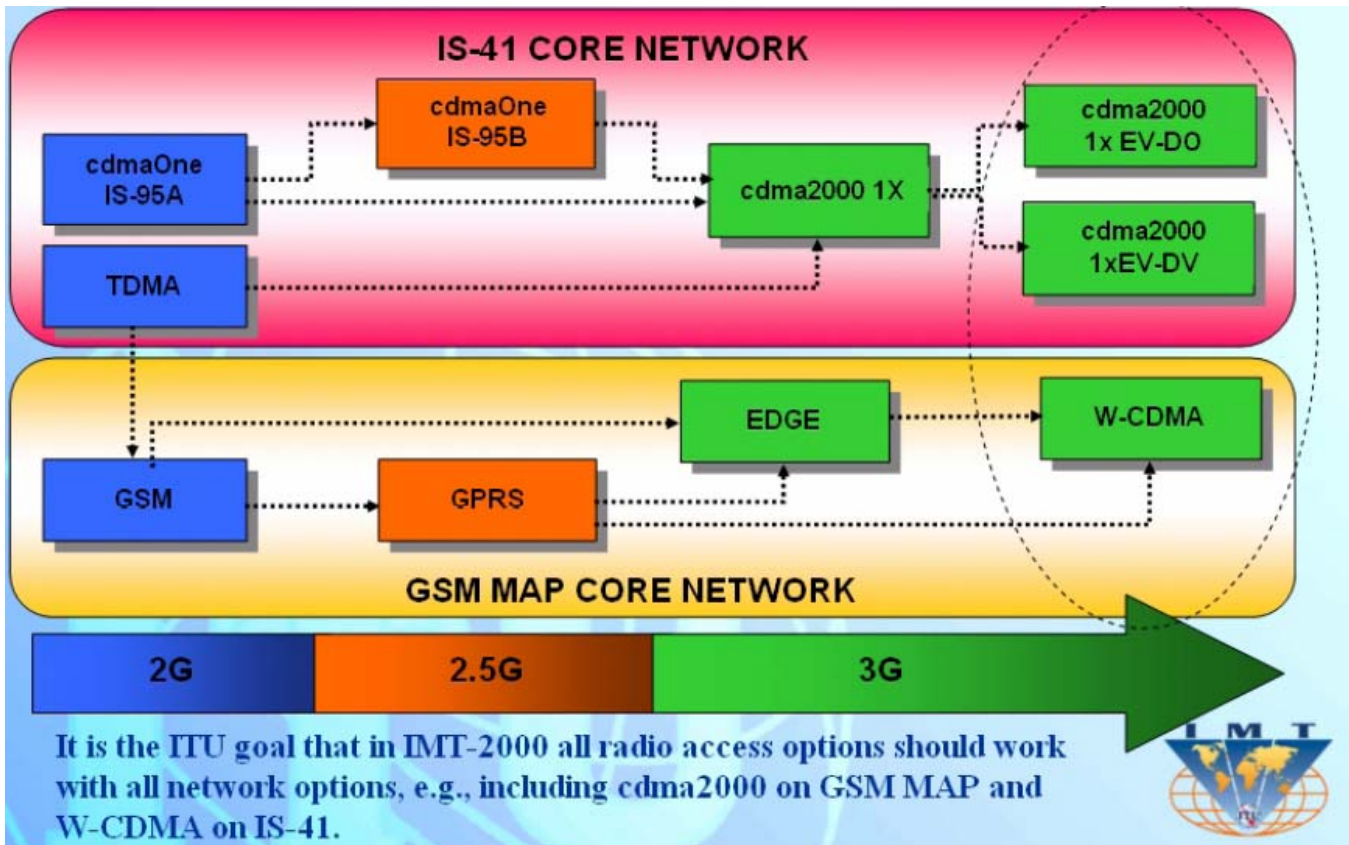 IS-41 CORE NETWORK
cdmaOne
IS-95A
cdmaOne
IS-95B
cdma2000 1X
cdma2000
1x EV-DO
cdma2000
1xEV-DV
TDMA
EDGE
W-CDMA
GSM
GPRS
GSM MAP CORE NETWORK
2G
2.5G
3G
It is the ITU goal that in IMT-2000 all radio access options should work
with all network options, e.g., including cdma2000 on GSM MAP and
W-CDMA on IS-41.
I M T
ITU